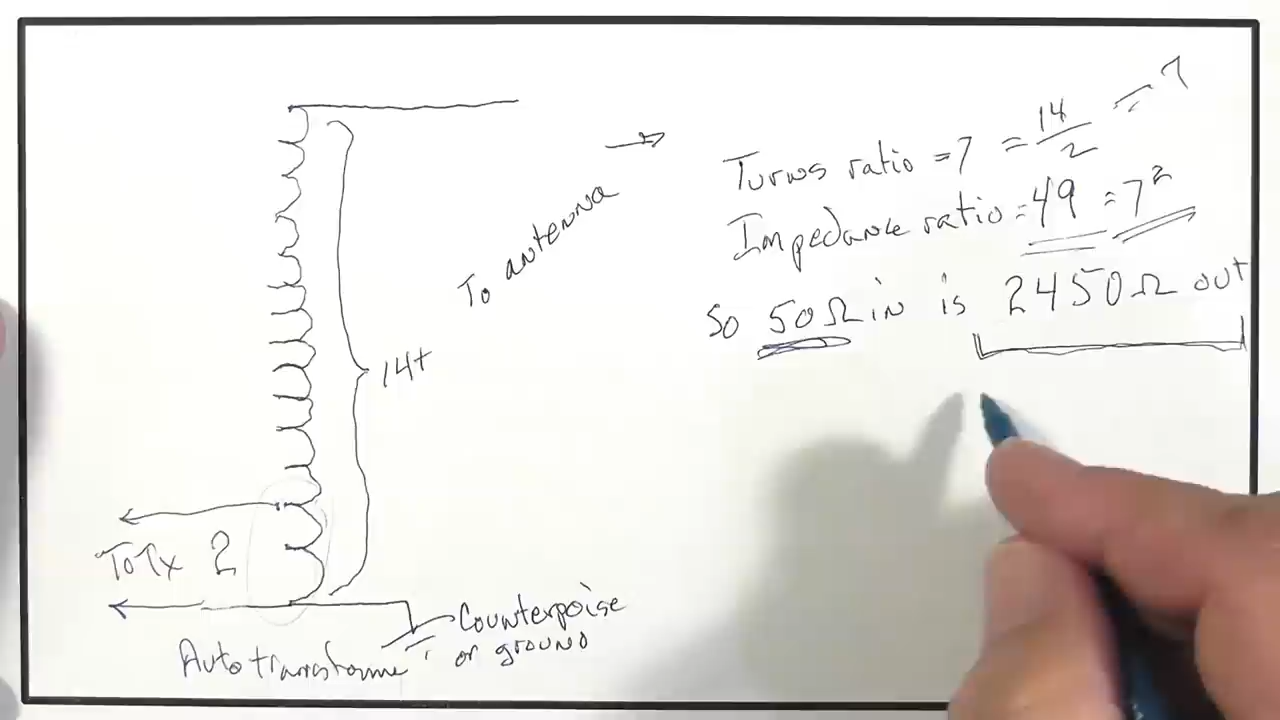 Turns ratio = 7 = 14/2 = 7
Impedance ratio = 49 = 7²
So 50Ω in is 2450Ω out
To antenna
14t
To Tx 2
Counterpoise
or ground
Autotransforme